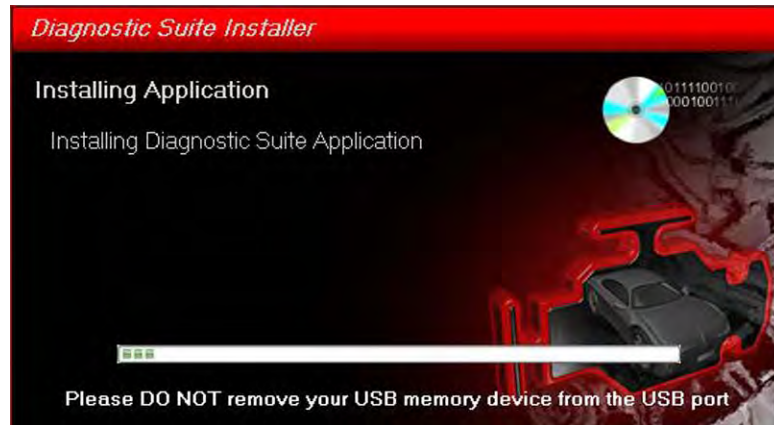 Diagnostic Suite Installer
Installing Application
Installing Diagnostic Suite Application
Please DO NOT remove your USB memory device from the USB port